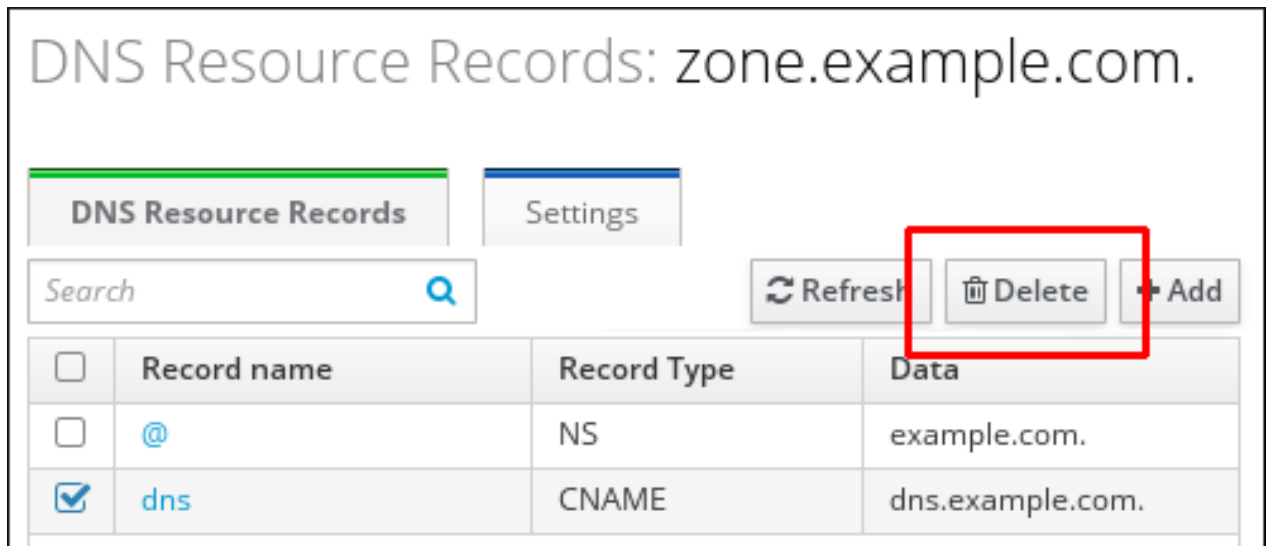 DNS Resource Records: zone.example.com.
DNS Resource Records Settings
Search Refresh Delete Add
Record name Record Type Data
@ NS example.com.
dns CNAME dns.example.com.